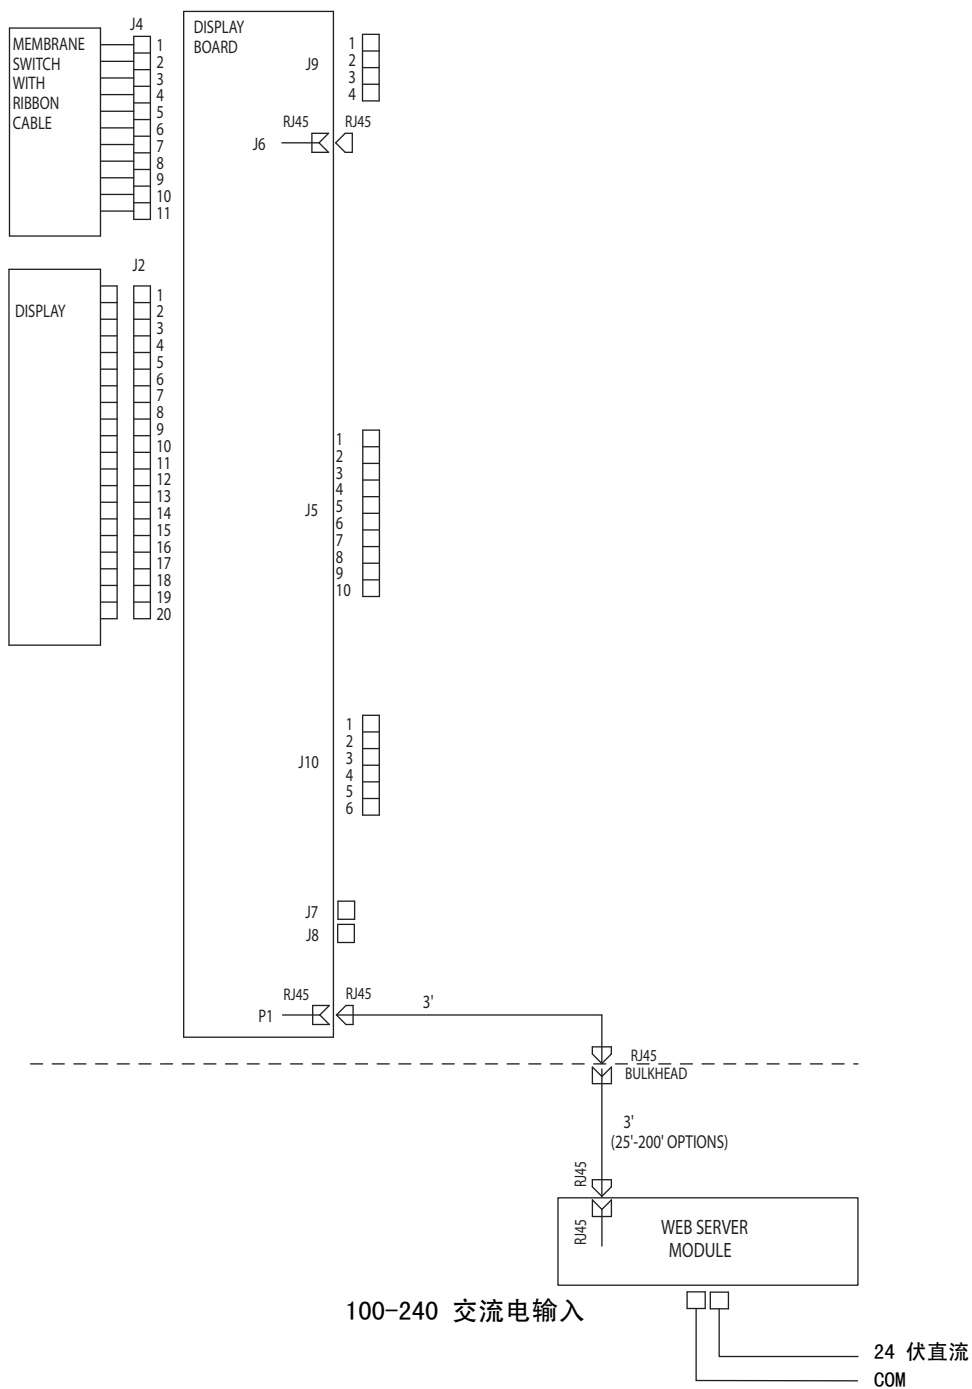 J4
MEMBRANE
SWITCH
WITH
RIBBON
CABLE
1
2
3
4
5
6
7
8
9
10
11
DISPLAY
BOARD
J9
1
2
3
4
RJ45
RJ45
J6
J2
DISPLAY
1
2
3
4
5
6
7
8
9
10
11
12
13
14
15
16
17
18
19
20
J5
1
2
3
4
5
6
7
8
9
10
J10
1
2
3
4
5
6
J7
J8
RJ45
RJ45
P1
3'
RJ45
BULKHEAD
3'
(25'-200' OPTIONS)
RJ45
RJ45
WEB SERVER
MODULE
100-240 交流电输入
24 伏直流
COM